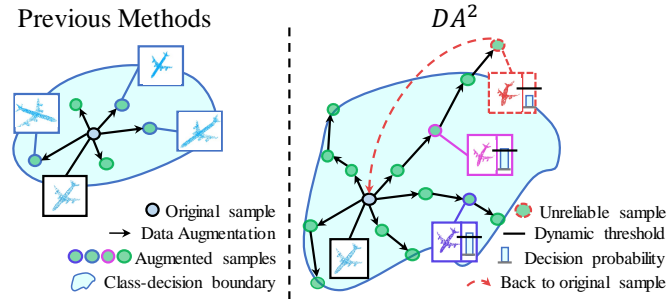 Previous Methods
DA²
Original sample
Data Augmentation
Augmented samples
Class-decision boundary
Unreliable sample
Dynamic threshold
Decision probability
Back to original sample